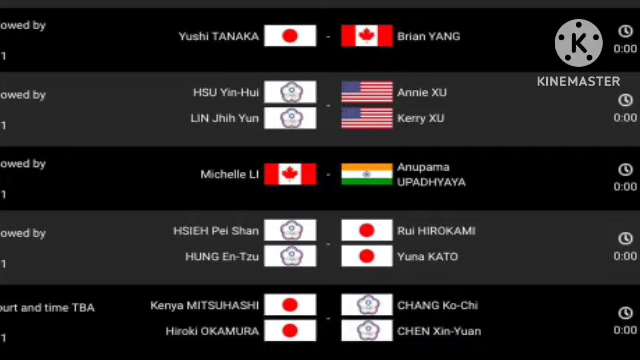 owed by
1
Yushi TANAKA - Brian YANG
0:00
K
KINEMASTER
owed by
1
HSU Yin-Hui
LIN Jhih Yun
-
Annie XU
Kerry XU
0:00
owed by
1
Michelle LI - Anupama
UPADHYAYA
0:00
owed by
1
HSIEH Pei Shan
HUNG En-Tzu
-
Rui HIROKAMI
Yuna KATO
0:00
ourt and time TBA
1
Kenya MITSUHASHI
Hiroki OKAMURA
-
CHANG Ko-Chi
CHEN Xin-Yuan
0:00